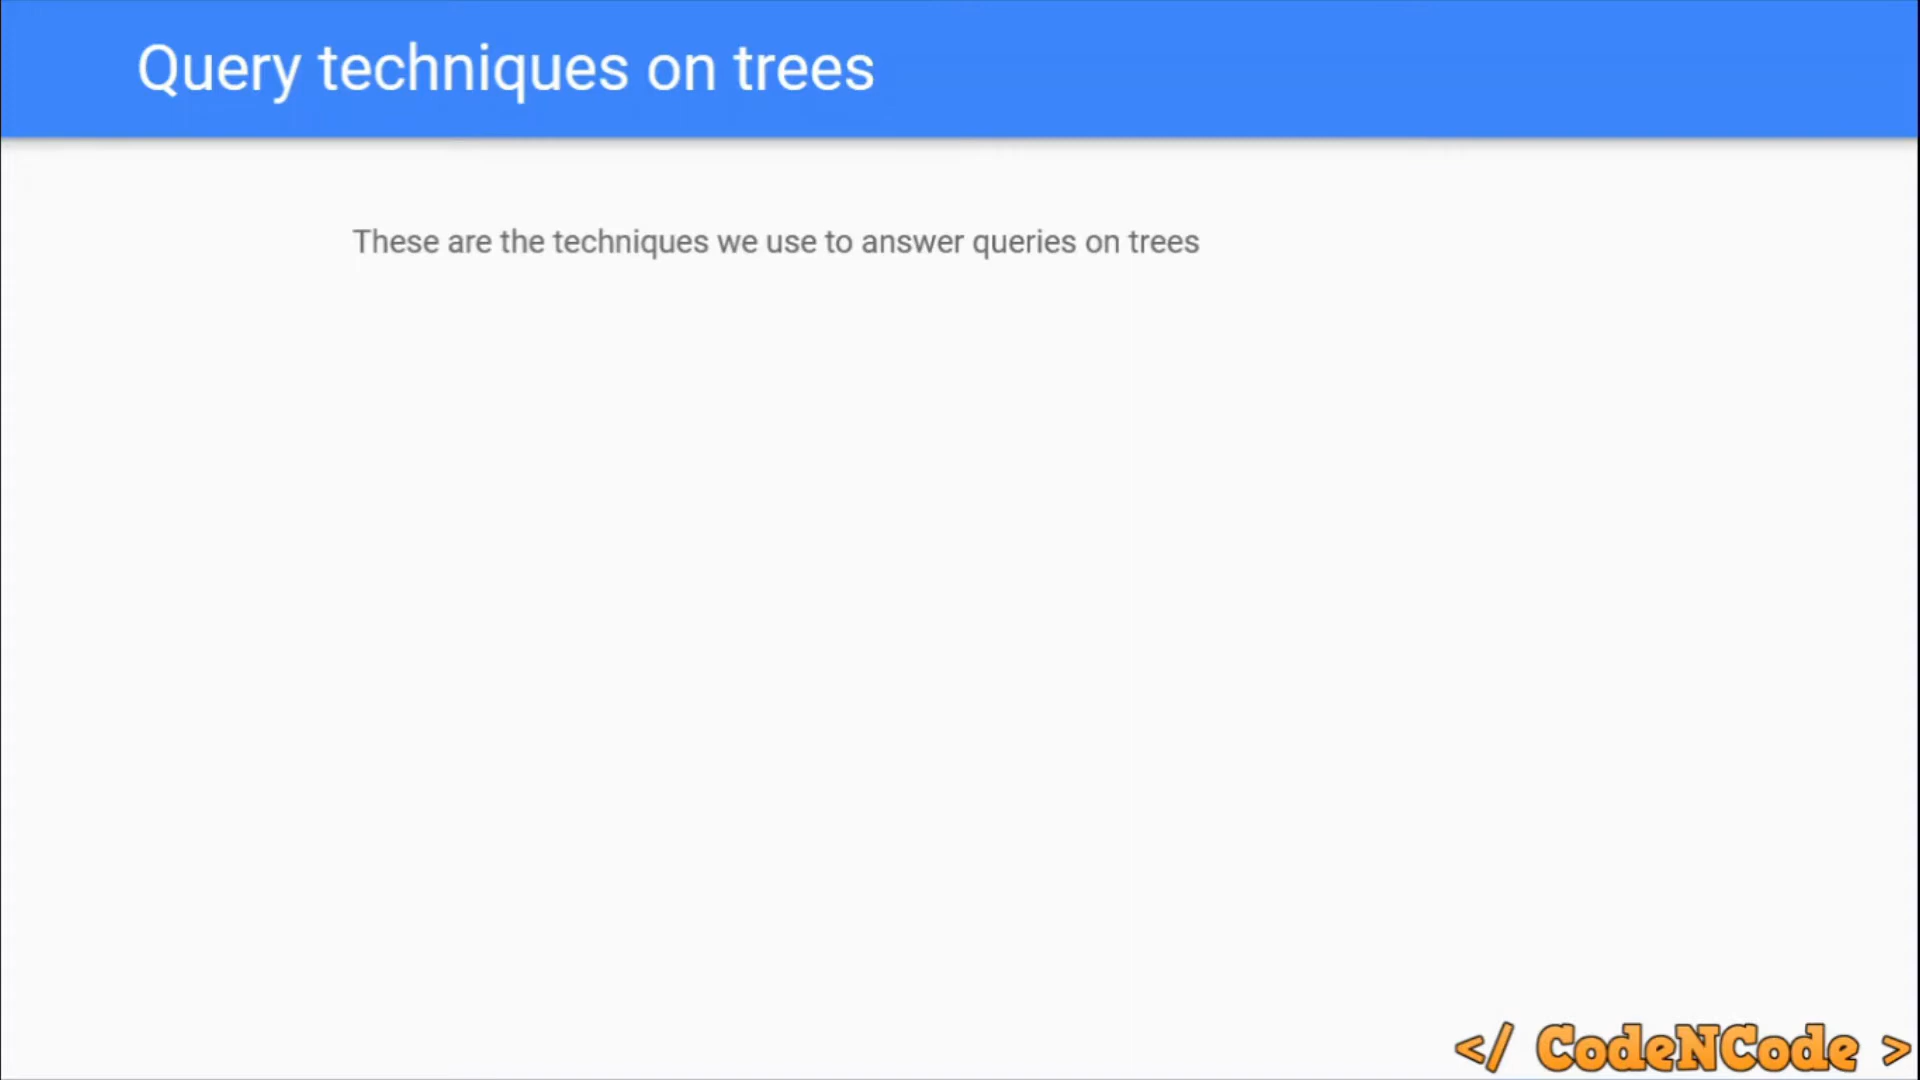 Query techniques on trees
These are the techniques we use to answer queries on trees
</ CodeNCode >